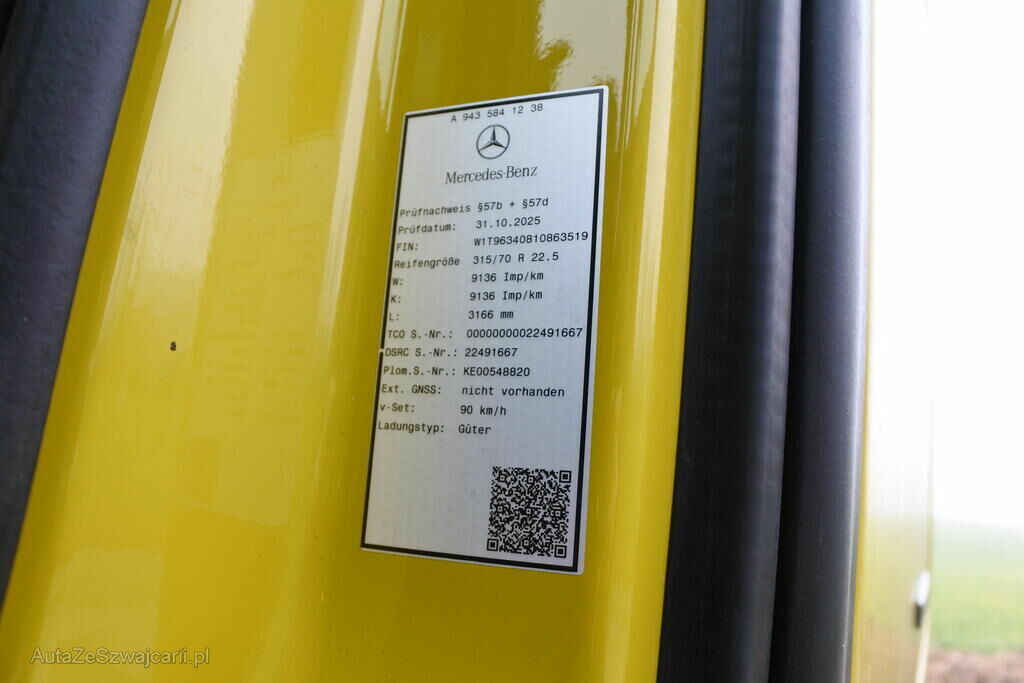 A 943 584 12 38
Mercedes-Benz
Prüfnachweis §57b + §57d
Prüfdatum: 31.10.2025
FIN: W1T96340810863519
Reifengröße 315/70 R 22.5
W: 9136 Imp/km
K: 9136 Imp/km
L: 3166 mm
TCO S.-Nr.: 00000000022491667
DSRC S.-Nr.: 22491667
Plom.S.-Nr.: KE00548820
Ext. GNSS: nicht vorhanden
v-Set: 90 km/h
Ladungstyp: Güter
AutaZeSzwajcarii.pl